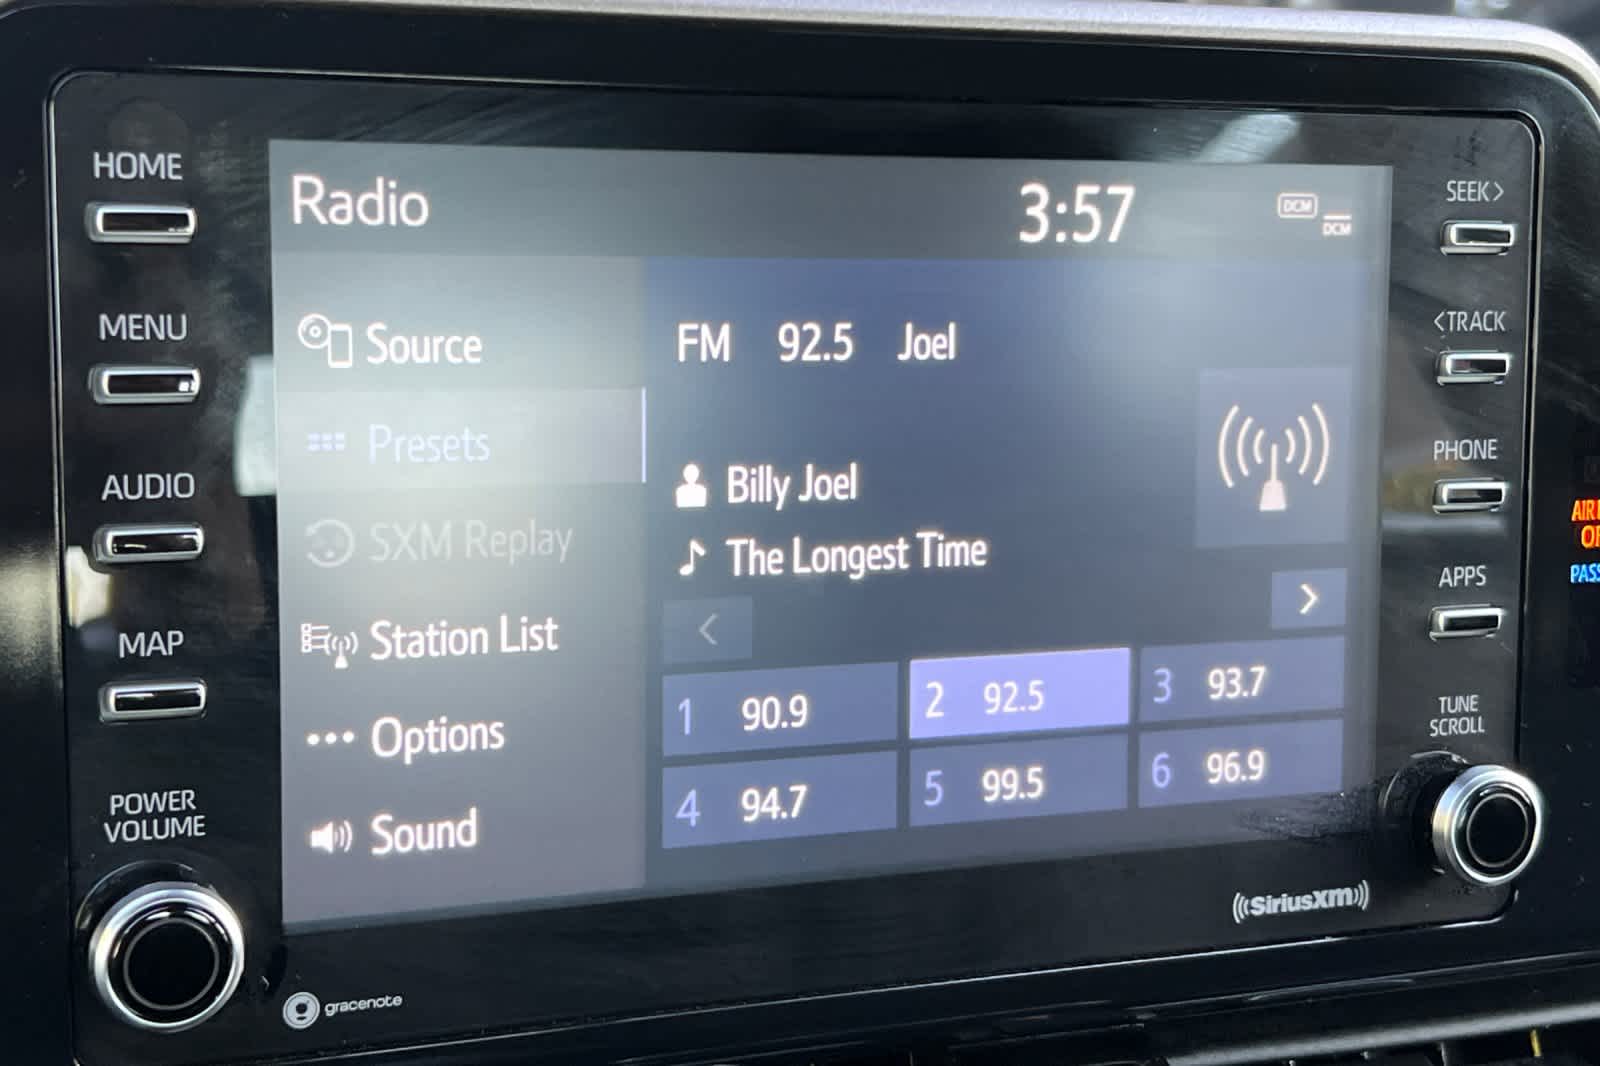 HOME
MENU
AUDIO
MAP
POWER
VOLUME
Radio
3:57
DCM
DCM
Source
Presets
SXM Replay
Station List
Options
Sound
FM 92.5 Joel
Billy Joel
The Longest Time
1 90.9
2 92.5
3 93.7
4 94.7
5 99.5
6 96.9
SEEK>
<TRACK
PHONE
APPS
TUNE
SCROLL
SiriusXM
gracenote